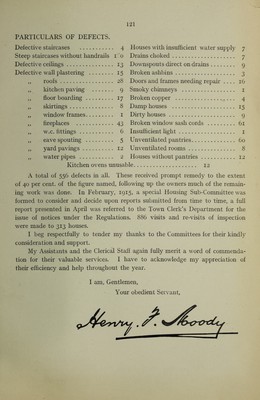 121
PARTICULARS OF DEFECTS.
Defective staircases ............ 4
Steep staircases without handrails 1 0
Defective ceilings ............ 13
Defective wall plastering ........ 15
,, roofs ............ 28
,, kitchen paving ...... 9
,, floor boarding ...... 17
,, skirtings ............ 8
,, window frames ........ 1
,, fireplaces ............ 43
,, w.c. fittings ........ 6
,, eave spouting ........ 5
,, yard pavings ........ 12
,, water pipes ........ 2
Houses with insufficient water supply 7
Drains choked ............ 7
Downspouts direct on drains .... 9
Broken ashbins ............ 3
Doors and frames needing repair .. 16
Smoky chimneys ............ 1
Broken copper ............ 4
Damp houses ............ 15
Dirty houses ............ 9
Broken window sash cords ...... 61
Insufficient light ............ 1
Unventilated pantries .......... 60
Unventilated rooms .......... 8
Houses without pantries ........ 12
Kitchen ovens unusable .............. 12
A total of 556 defects in all. These received prompt remedy to the extent
of 40 per cent. of the figure named, following up the owners much of the remain-
ing work was done. In February, 1913, a special Housing Sub-Committee was
formed to consider and decide upon reports submitted from time to time, a full
report presented in April was referred to the Town Clerk's Department for the
issue of notices under the Regulations. 886 visits and re-visits of inspection
were made to 313 houses.
I beg respectfully to tender my thanks to the Committees for their kindly
consideration and support.
My Assistants and the Clerical Staff again fully merit a word of commenda-
tion for their valuable services. I have to acknowledge my appreciation of
their efficiency and help throughout the year.
I am, Gentlemen,
Your obedient Servant,
Henry. F. Moody